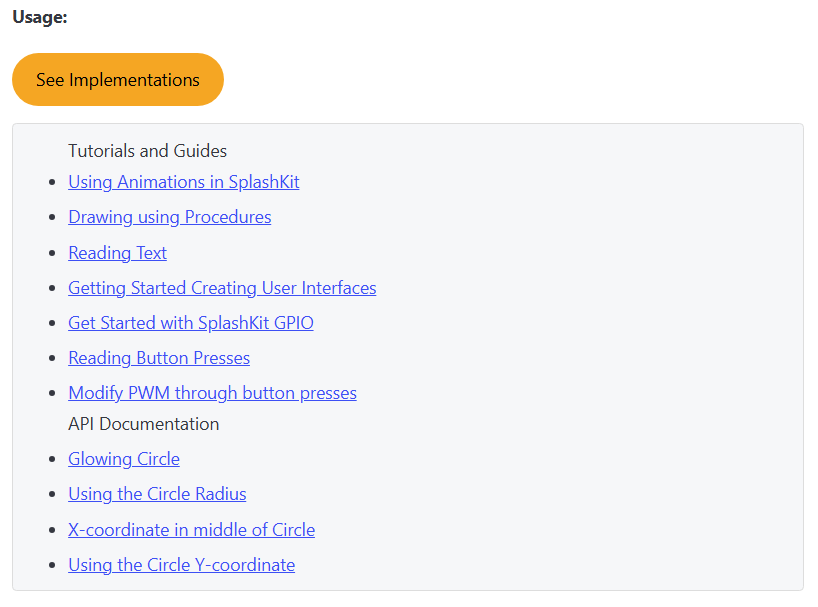 Usage:
See Implementations
Tutorials and Guides
Using Animations in SplashKit
Drawing using Procedures
Reading Text
Getting Started Creating User Interfaces
Get Started with SplashKit GPIO
Reading Button Presses
Modify PWM through button presses
API Documentation
Glowing Circle
Using the Circle Radius
X-coordinate in middle of Circle
Using the Circle Y-coordinate